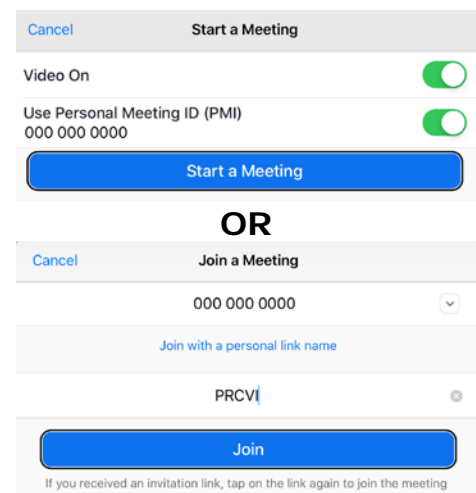 Cancel Start a Meeting
Video On
Use Personal Meeting ID (PMI)
000 000 0000
Start a Meeting
OR
Cancel Join a Meeting
000 000 0000
Join with a personal link name
PRCVI
Join
If you received an invitation link, tap on the link again to join the meeting